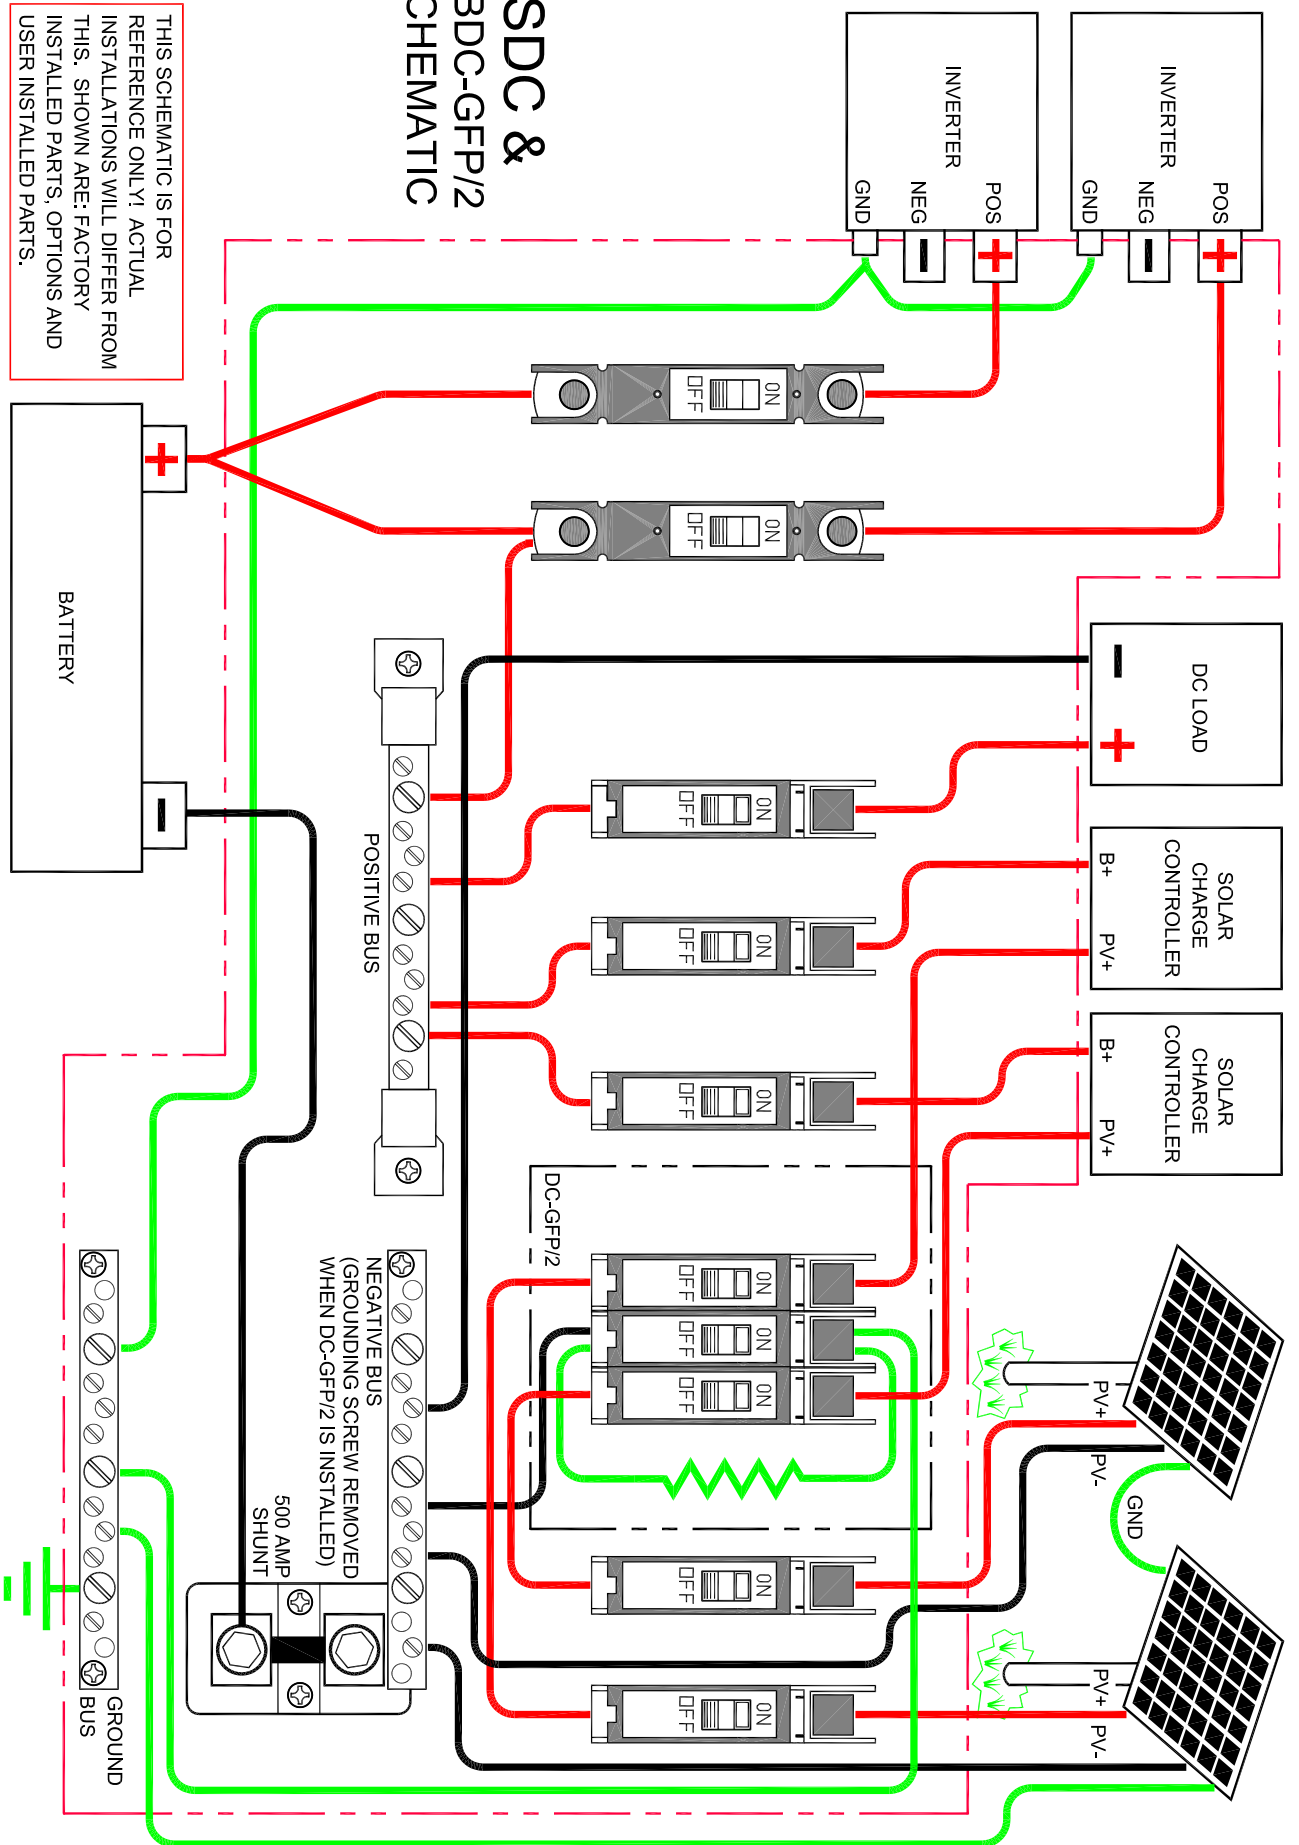 SDC &
BDC-GFP/2
CHEMATIC
THIS SCHEMATIC IS FOR
REFERENCE ONLY! ACTUAL
INSTALLATIONS WILL DIFFER FROM
THIS. SHOWN ARE: FACTORY
INSTALLED PARTS, OPTIONS AND
USER INSTALLED PARTS.
INVERTER
GND
NEG
POS
INVERTER
GND
NEG
POS
ON
OFF
ON
OFF
BATTERY
DC LOAD
SOLAR
CHARGE
CONTROLLER
B+
PV+
SOLAR
CHARGE
CONTROLLER
B+
PV+
POSITIVE BUS
ON
OFF
ON
OFF
ON
OFF
DC-GFP/2
ON
OFF
ON
OFF
ON
OFF
ON
OFF
ON
OFF
NEGATIVE BUS
(GROUNDING SCREW REMOVED
WHEN DC-GFP/2 IS INSTALLED)
500 AMP
SHUNT
GROUND
BUS
PV+
PV-
GND
PV+
PV-